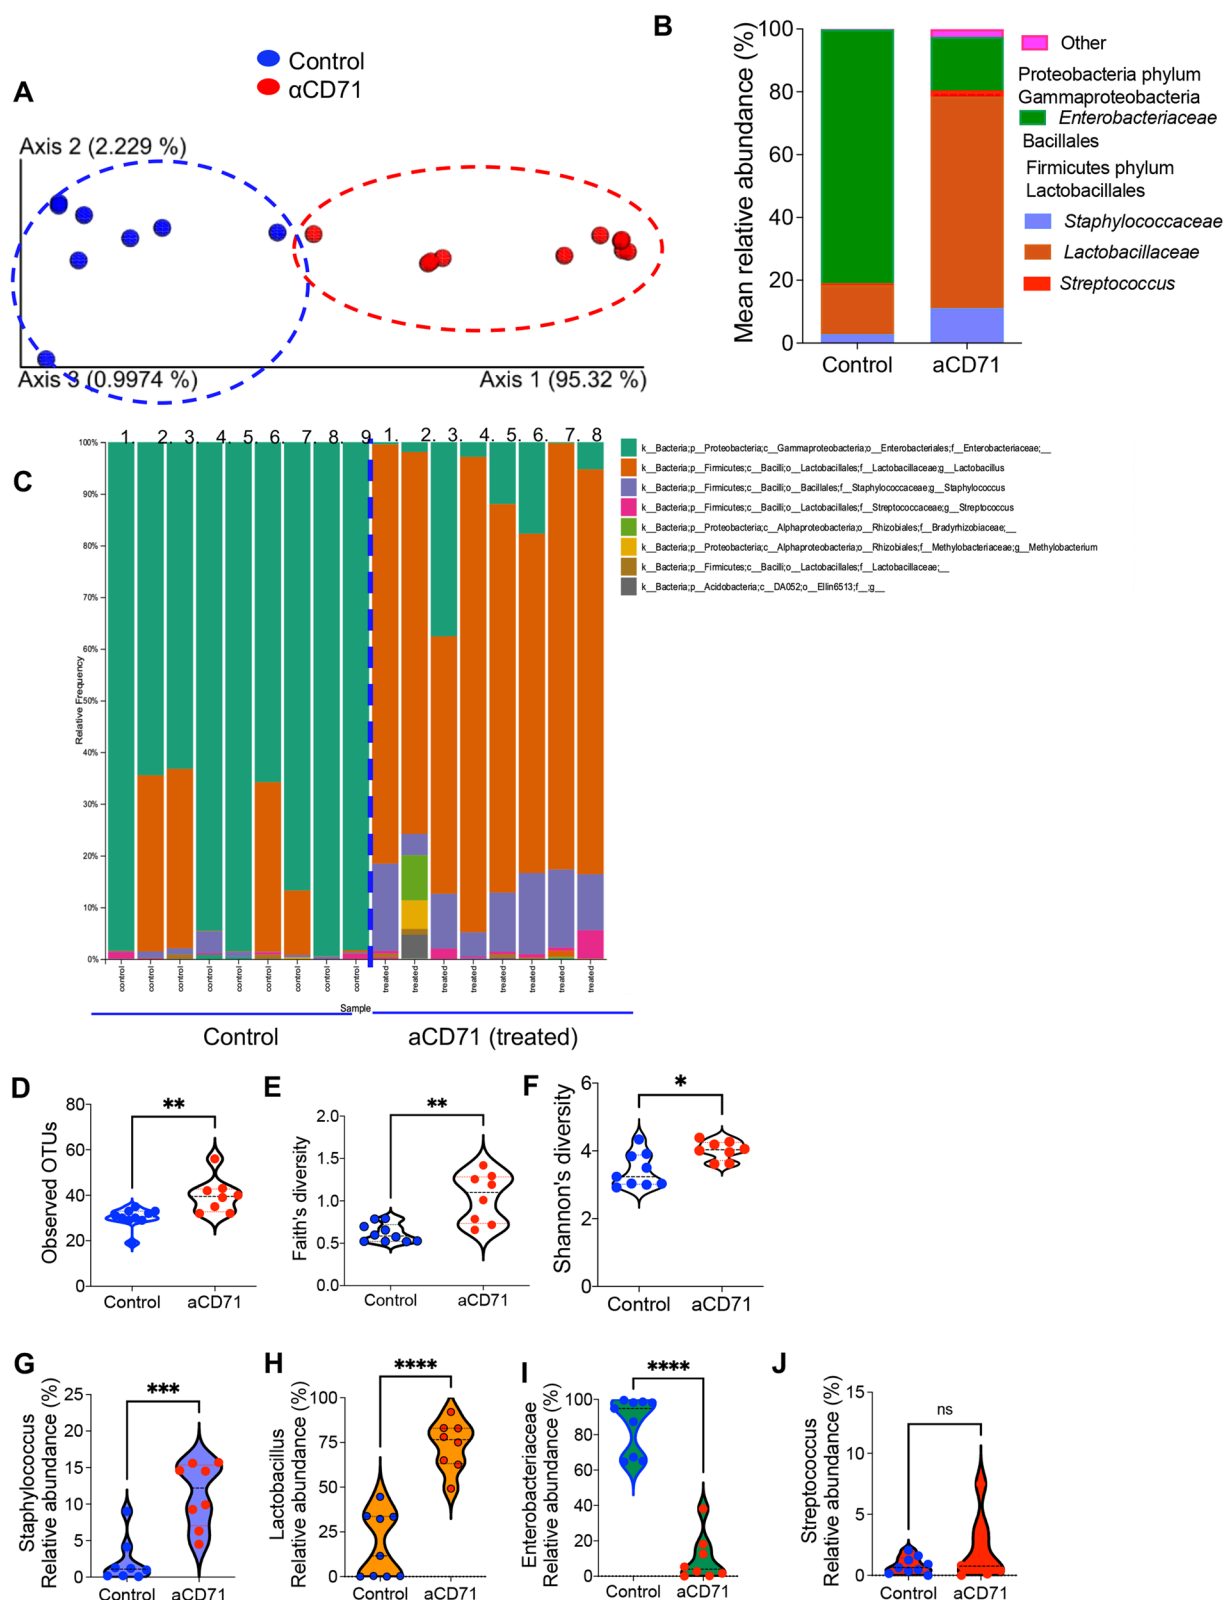 Control
αCD71
A
Axis 2 (2.229 %)
Axis 3 (0.9974 %)
Axis 1 (95.32 %)
B
Mean relative abundance (%)
100
80
60
40
20
0
Control
aCD71
Other
Proteobacteria phylum
Gammaproteobacteria
Enterobacteriaceae
Bacillales
Firmicutes phylum
Lactobacillales
Staphylococcaceae
Lactobacillaceae
Streptococcus
C
1. 2. 3. 4. 5. 6. 7. 8. 9. 1. 2. 3. 4. 5. 6. 7. 8
Relative Frequency
100%
90%
80%
70%
60%
50%
40%
30%
20%
10%
0%
control control control control control control control control control treated treated treated treated treated treated treated treated
Sample
Control
aCD71 (treated)
k__Bacteria;p__Proteobacteria;c__Gammaproteobacteria;o__Enterobacteriales;f__Enterobacteriaceae;__
k__Bacteria;p__Firmicutes;c__Bacilli;o__Lactobacillales;f__Lactobacillaceae;g__Lactobacillus
k__Bacteria;p__Firmicutes;c__Bacilli;o__Bacillales;f__Staphylococcaceae;g__Staphylococcus
k__Bacteria;p__Firmicutes;c__Bacilli;o__Lactobacillales;f__Streptococcaceae;g__Streptococcus
k__Bacteria;p__Proteobacteria;c__Alphaproteobacteria;o__Rhizobiales;f__Bradyrhizobiaceae;__
k__Bacteria;p__Proteobacteria;c__Alphaproteobacteria;o__Rhizobiales;f__Methylobacteriaceae;g__Methylobacterium
k__Bacteria;p__Firmicutes;c__Bacilli;o__Lactobacillales;f__Lactobacillaceae;__
k__Bacteria;p__Acidobacteria;c__DA052;o__Ellin6513;f__;g__
D
Observed OTUs
80
60
40
20
0
**
Control
aCD71
E
Faith's diversity
2.0
1.5
1.0
0.5
0.0
**
Control
aCD71
F
Shannon's diversity
6
4
2
0
*
Control
aCD71
G
Staphylococcus
Relative abundance (%)
25
20
15
10
5
0
***
Control
aCD71
H
Lactobacillus
Relative abundance (%)
100
75
50
25
0
****
Control
aCD71
I
Enterobacteriaceae
Relative abundance (%)
100
80
60
40
20
0
****
Control
aCD71
J
Streptococcus
Relative abundance (%)
15
10
5
0
ns
Control
aCD71